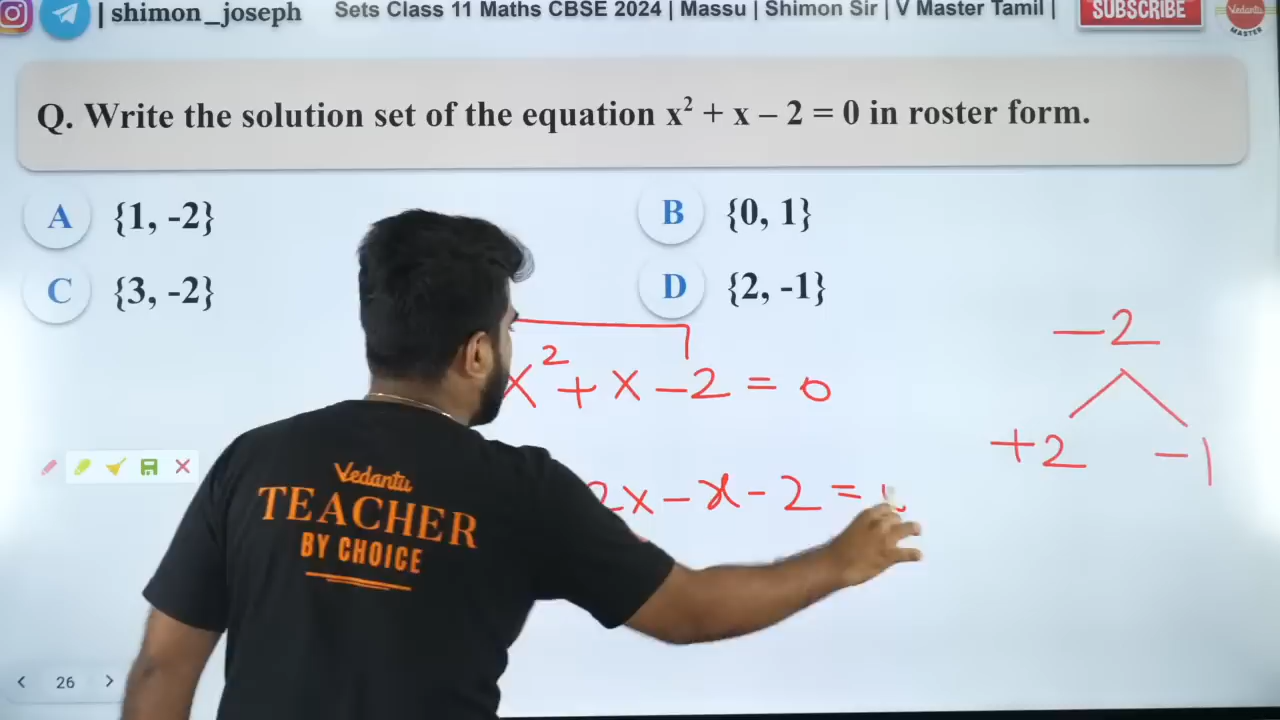 | shimon_joseph
Sets Class 11 Maths CBSE 2024 | Massu | Shimon Sir | V Master Tamil |
SUBSCRIBE
Vedantu
MASTER
Q. Write the solution set of the equation x² + x – 2 = 0 in roster form.
A {1, -2}
B {0, 1}
C {3, -2}
D {2, -1}
x² + x - 2 = 0
-2
+2 -1
2x - x - 2 =
Vedantu
TEACHER
BY CHOICE
< 26 >